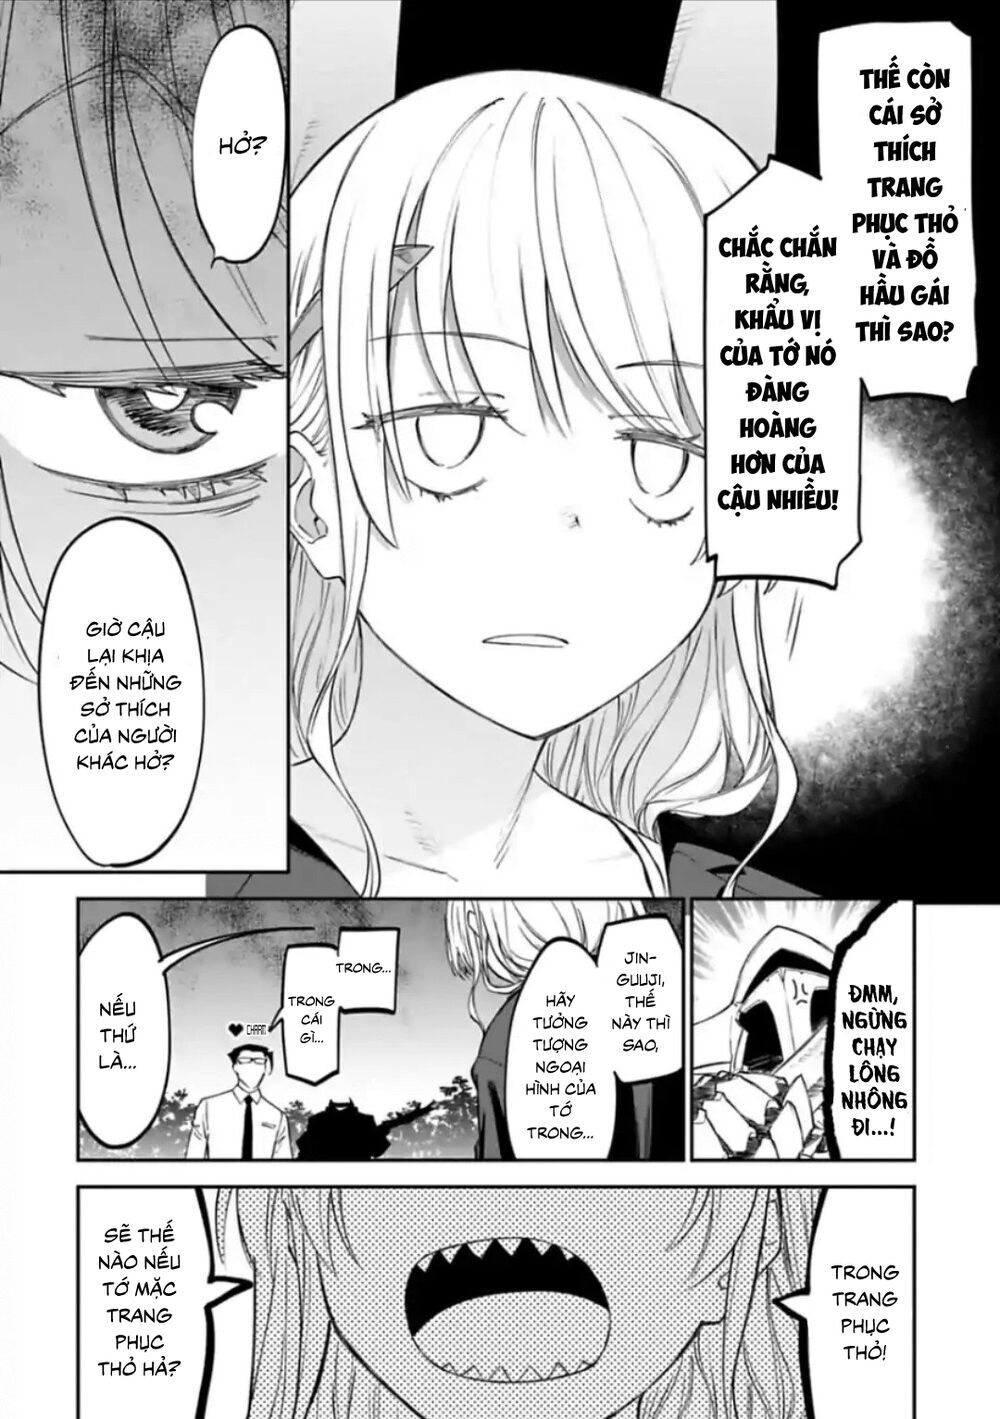 THẾ CÒN
CÁI SỞ
THÍCH
TRANG
PHỤC THỎ
VÀ ĐỒ
HẦU GÁI
THÌ SAO?
CHẮC CHẮN
RẰNG,
KHẨU VỊ
CỦA TỚ NÓ
ĐÀNG
HOÀNG
HƠN CỦA
CẬU NHIỀU!
HỞ?
GIỜ CẬU
LẠI KHỊA
ĐẾN NHỮNG
SỞ THÍCH
CỦA NGƯỜI
KHÁC HỞ?
ĐMM,
NGỪNG
CHẠY
LÔNG
NHÔNG
ĐI...!
JIN-
GUUJI,
THẾ
NÀY THÌ
SAO,
HÃY
TƯỞNG
TƯỢNG
NGOẠI
HÌNH CỦA
TỚ
TRONG...
TRONG...
TRONG
CÁI
GÌ...
CHARM
NẾU
THỨ
LÀ...
TRONG
TRANG
PHỤC
THỎ!
SẼ THẾ
NÀO NẾU
TỚ MẶC
TRANG
PHỤC
THỎ HẢ?